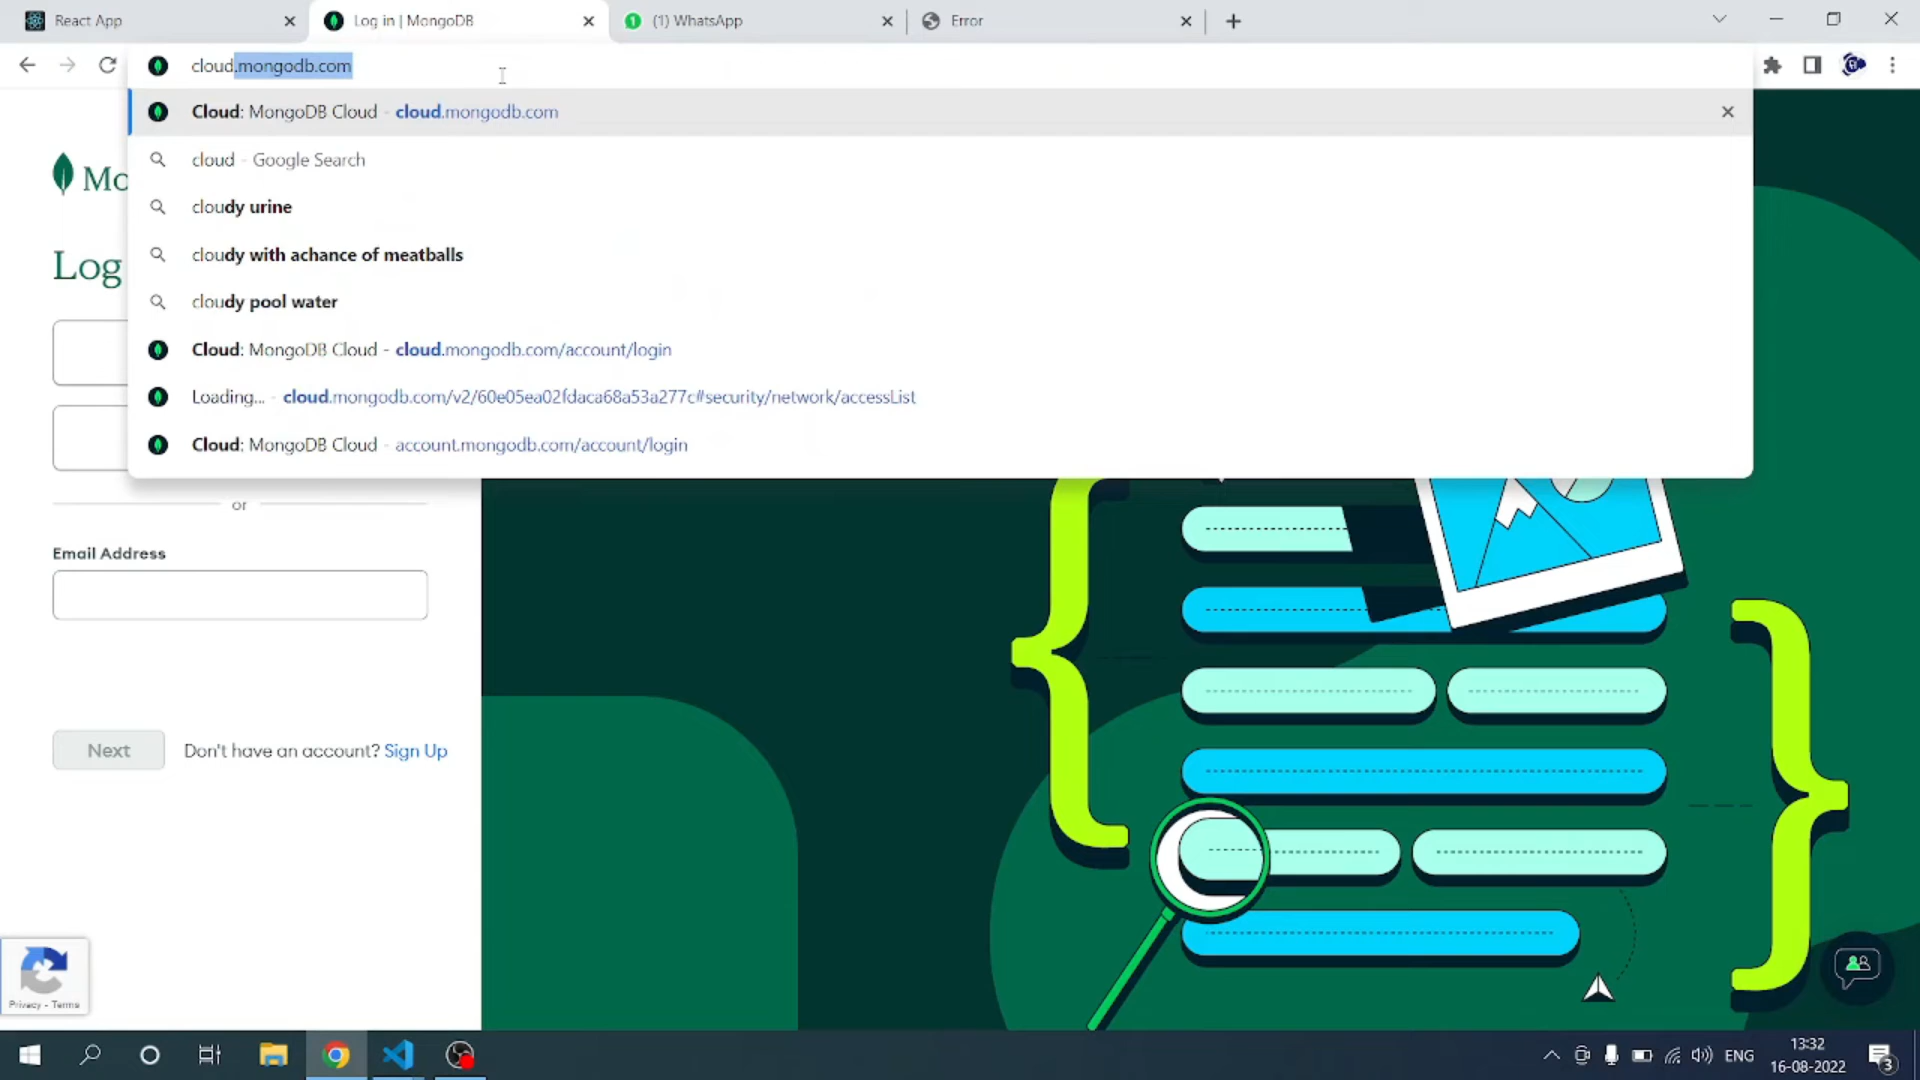 React App
Log in | MongoDB
(1) WhatsApp
Error
cloud.mongodb.com
Cloud: MongoDB Cloud - cloud.mongodb.com
cloud - Google Search
cloudy urine
cloudy with achance of meatballs
cloudy pool water
Cloud: MongoDB Cloud - cloud.mongodb.com/account/login
Loading... - cloud.mongodb.com/v2/60e05ea02fdaca68a53a277c#security/network/accessList
Cloud: MongoDB Cloud - account.mongodb.com/account/login
Mo
Log
or
Email Address
Next
Don't have an account? Sign Up
Privacy - Terms
ENG
13:32
16-08-2022
3